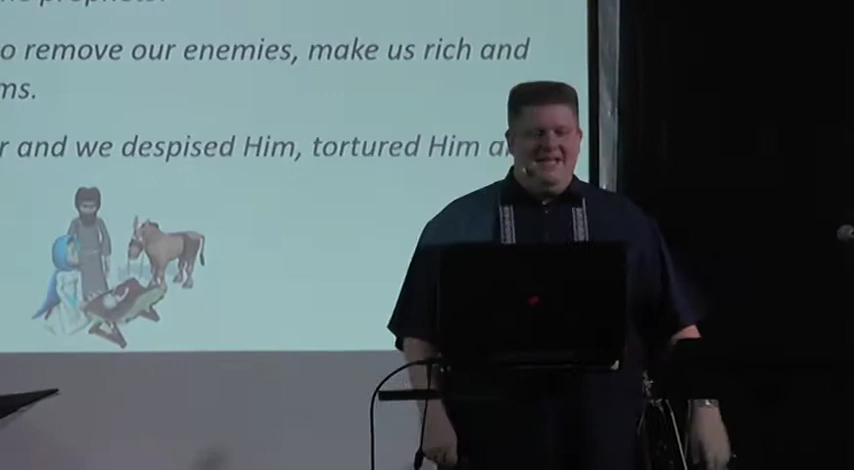 o remove our enemies, make us rich and
ms.
r and we despised Him, tortured Him